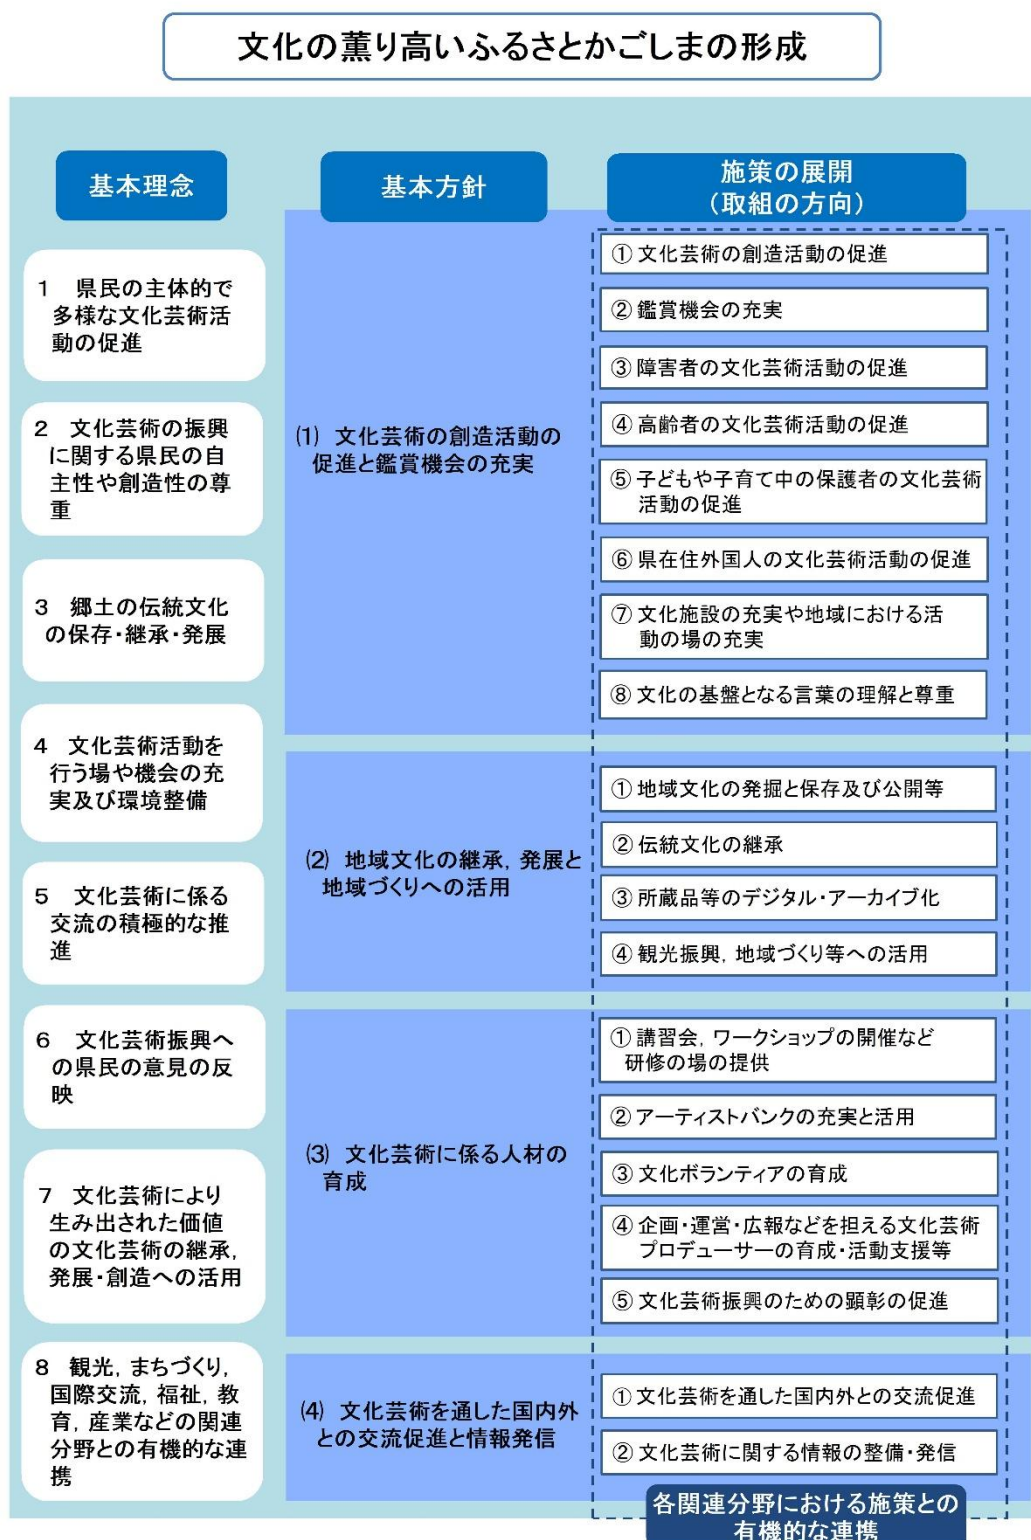 文化の薫り高いふるさとかごしまの形成
基本理念
1　県民の主体的で
多様な文化芸術活
動の促進
2　文化芸術の振興
に関する県民の自
主性や創造性の尊
重
3　郷土の伝統文化
の保存・継承・発展
4　文化芸術活動を
行う場や機会の充
実及び環境整備
5　文化芸術に係る
交流の積極的な推
進
6　文化芸術振興へ
の県民の意見の反
映
7　文化芸術により
生み出された価値
の文化芸術の継承，
発展・創造への活用
8　観光，まちづくり，
国際交流，福祉，教
育，産業などの関連
分野との有機的な連
携
基本方針
施策の展開
（取組の方向）
⑴　文化芸術の創造活動の
促進と鑑賞機会の充実
① 文化芸術の創造活動の促進
② 鑑賞機会の充実
③ 障害者の文化芸術活動の促進
④ 高齢者の文化芸術活動の促進
⑤ 子どもや子育て中の保護者の文化芸術
活動の促進
⑥ 県在住外国人の文化芸術活動の促進
⑦ 文化施設の充実や地域における活
動の場の充実
⑧ 文化の基盤となる言葉の理解と尊重
⑵　地域文化の継承，発展と
地域づくりへの活用
① 地域文化の発掘と保存及び公開等
② 伝統文化の継承
③ 所蔵品等のデジタル・アーカイブ化
④ 観光振興，地域づくり等への活用
⑶　文化芸術に係る人材の
育成
① 講習会，ワークショップの開催など
研修の場の提供
② アーティストバンクの充実と活用
③ 文化ボランティアの育成
④ 企画・運営・広報などを担える文化芸術
プロデューサーの育成・活動支援等
⑤ 文化芸術振興のための顕彰の促進
⑷　文化芸術を通した国内外
との交流促進と情報発信
① 文化芸術を通した国内外との交流促進
② 文化芸術に関する情報の整備・発信
各関連分野における施策との
有機的な連携